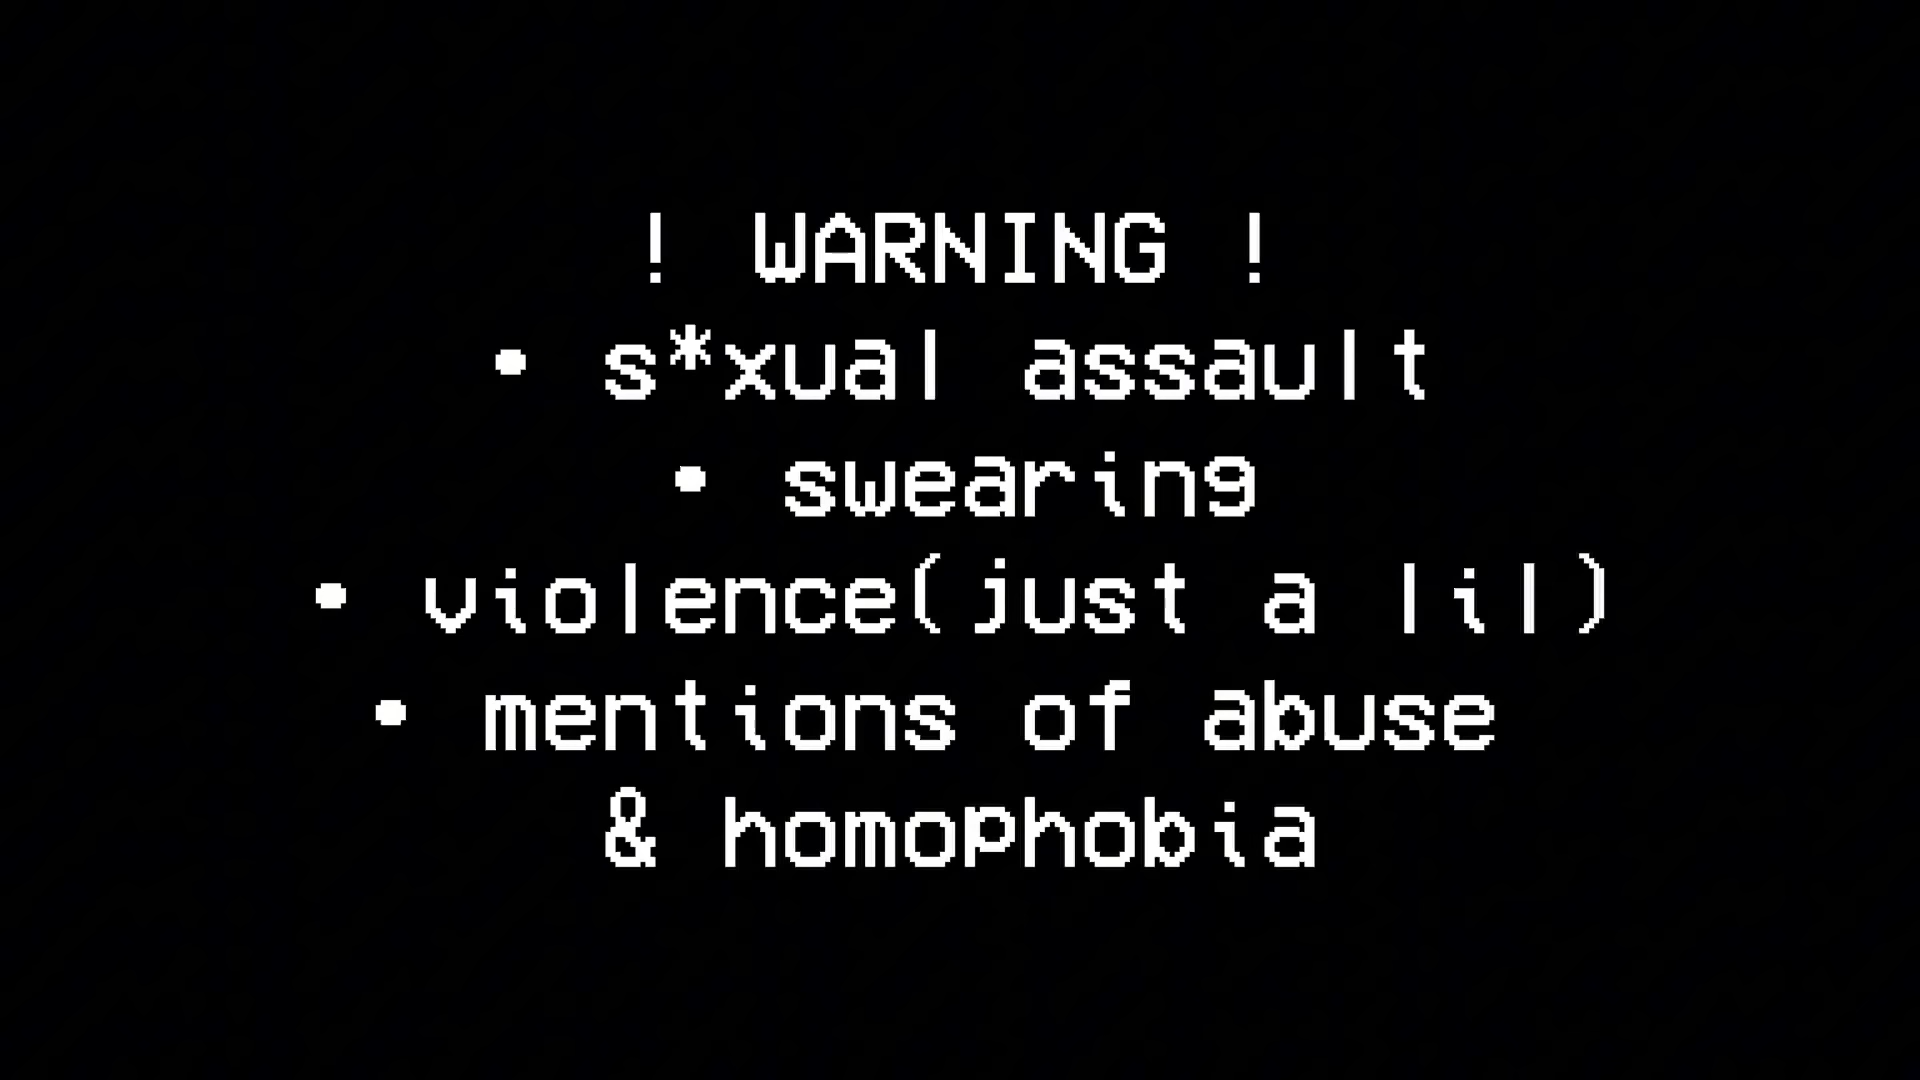 ! WARNING !
• s*xual assault
• swearing
• violence(just a lil)
• mentions of abuse
& homophobia